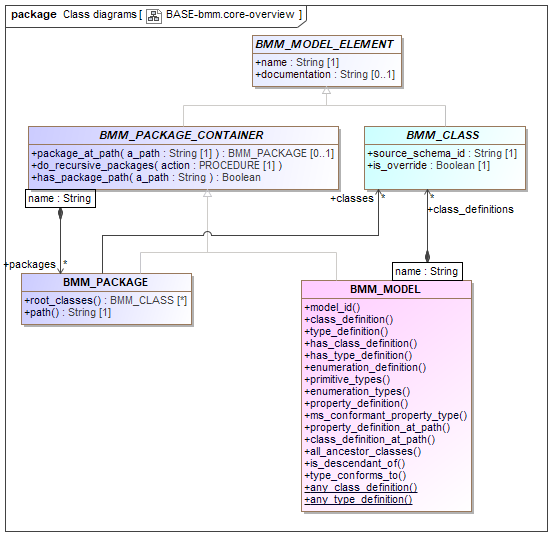 package Class diagrams [ BASE-bmm.core-overview ]
BMM_MODEL_ELEMENT
+name : String [1]
+documentation : String [0..1]
BMM_PACKAGE_CONTAINER
+package_at_path( a_path : String [1] ) : BMM_PACKAGE [0..1]
+do_recursive_packages( action : PROCEDURE [1] )
+has_package_path( a_path : String ) : Boolean
BMM_CLASS
+source_schema_id : String [1]
+is_override : Boolean [1]
name : String
+classes
*
*
+class_definitions
+packages
*
name : String
BMM_PACKAGE
+root_classes() : BMM_CLASS [*]
+path() : String [1]
BMM_MODEL
+model_id()
+class_definition()
+type_definition()
+has_class_definition()
+has_type_definition()
+enumeration_definition()
+primitive_types()
+enumeration_types()
+property_definition()
+ms_conformant_property_type()
+property_definition_at_path()
+class_definition_at_path()
+all_ancestor_classes()
+is_descendant_of()
+type_conforms_to()
+any_class_definition()
+any_type_definition()